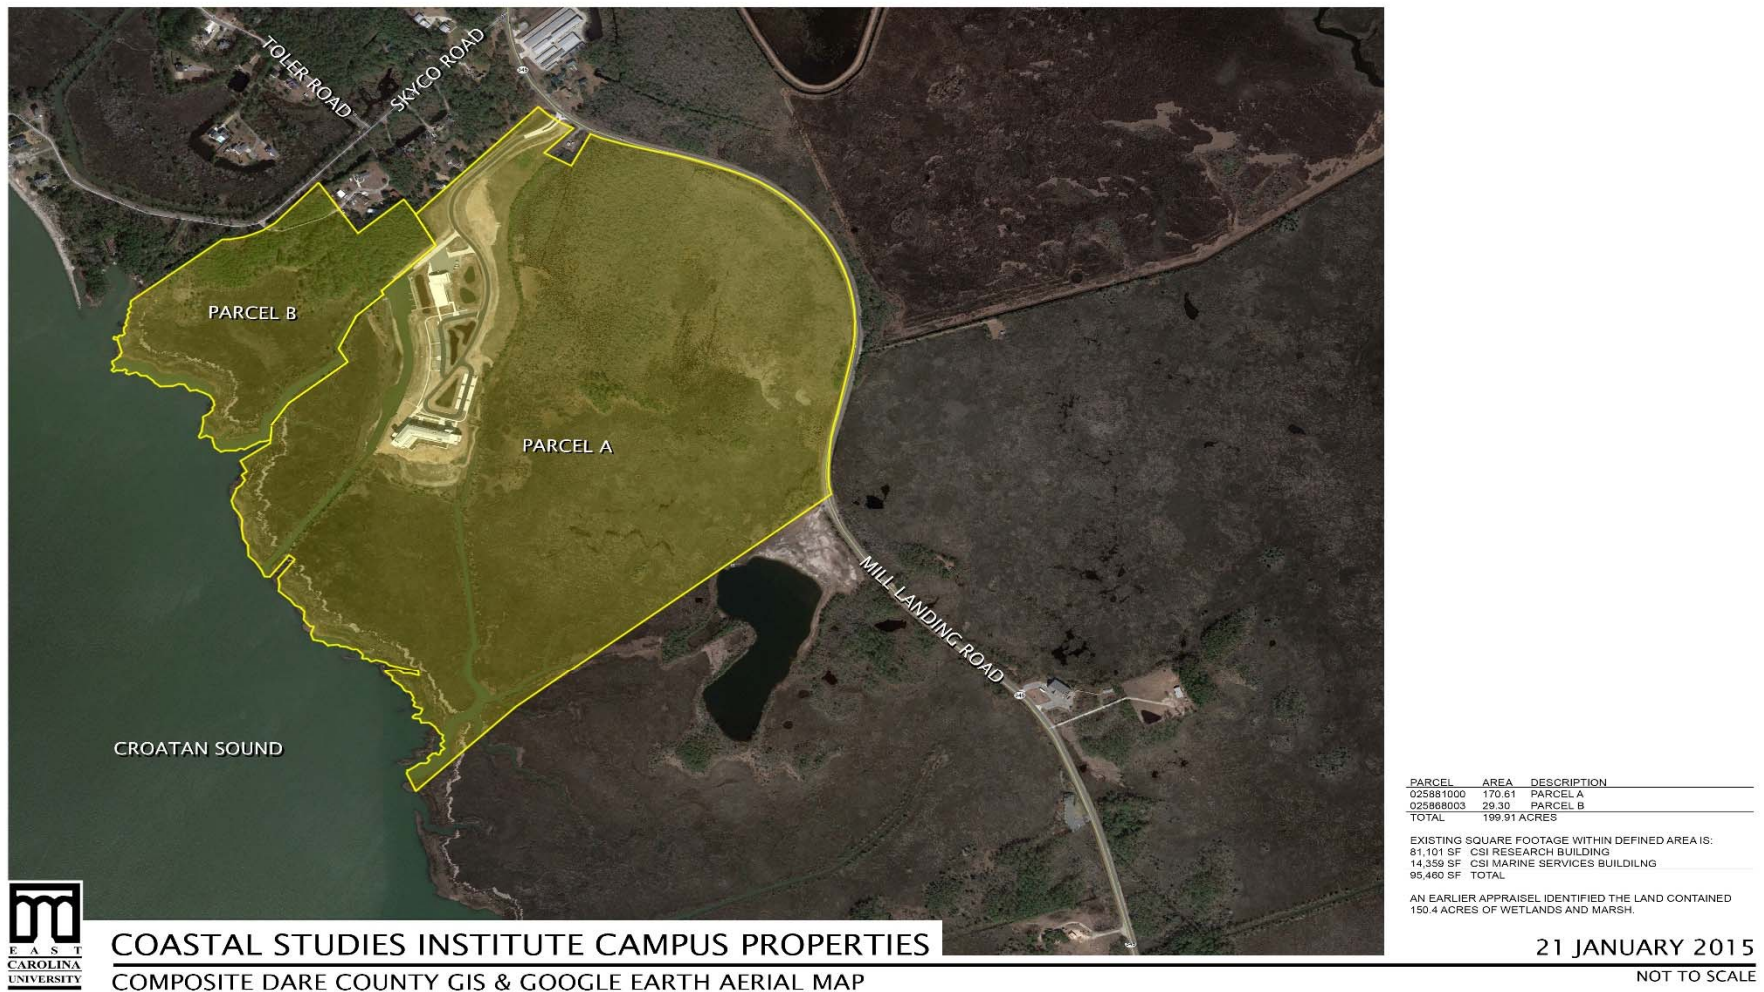 TOLER ROAD
SKYCO ROAD
PARCEL B
PARCEL A
MILL LANDING ROAD
CROATAN SOUND
PARCEL AREA DESCRIPTION
025881000 170.61 PARCEL A
025868003 29.30 PARCEL B
TOTAL 199.91 ACRES
EXISTING SQUARE FOOTAGE WITHIN DEFINED AREA IS:
81,101 SF CSI RESEARCH BUILDING
14,359 SF CSI MARINE SERVICES BUILDILNG
95,460 SF TOTAL
AN EARLIER APPRAISEL IDENTIFIED THE LAND CONTAINED
150.4 ACRES OF WETLANDS AND MARSH.
EAST
CAROLINA
UNIVERSITY
COASTAL STUDIES INSTITUTE CAMPUS PROPERTIES
COMPOSITE DARE COUNTY GIS & GOOGLE EARTH AERIAL MAP
21 JANUARY 2015
NOT TO SCALE